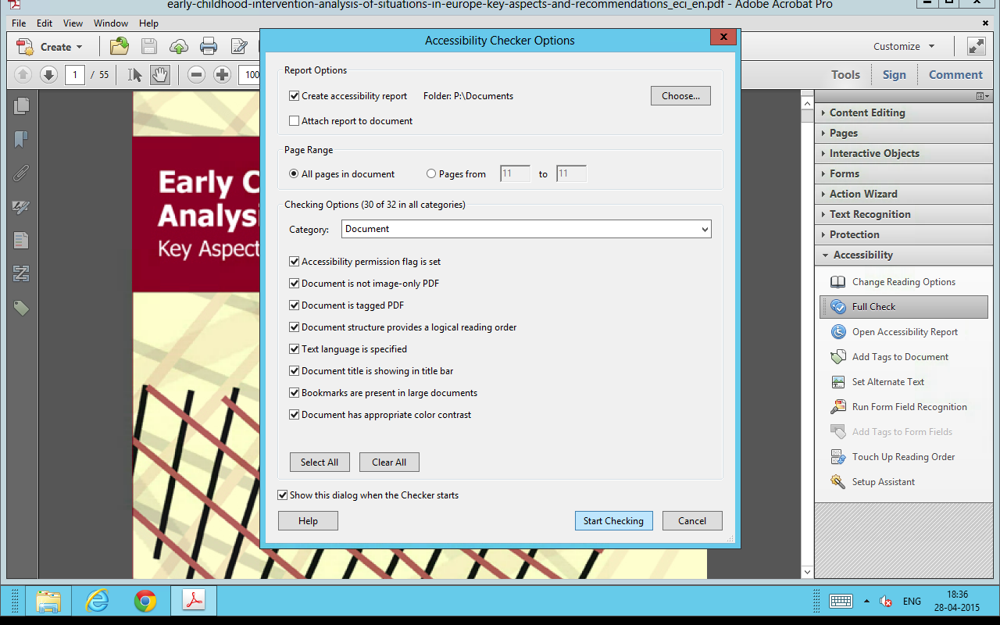 early-childhood-intervention-analysis-of-situations-in-europe-key-aspects-and-recommendations_eci_en.pdf - Adobe Acrobat Pro
File Edit View Window Help
Create
Customize
1 / 55
100
Tools Sign Comment
Early C
Analysi
Key Aspect
Accessibility Checker Options
Report Options
Create accessibility report Folder: P:\Documents Choose...
Attach report to document
Page Range
All pages in document Pages from 11 to 11
Checking Options (30 of 32 in all categories)
Category: Document
Accessibility permission flag is set
Document is not image-only PDF
Document is tagged PDF
Document structure provides a logical reading order
Text language is specified
Document title is showing in title bar
Bookmarks are present in large documents
Document has appropriate color contrast
Select All Clear All
Show this dialog when the Checker starts
Help Start Checking Cancel
Content Editing
Pages
Interactive Objects
Forms
Action Wizard
Text Recognition
Protection
Accessibility
Change Reading Options
Full Check
Open Accessibility Report
Add Tags to Document
Set Alternate Text
Run Form Field Recognition
Add Tags to Form Fields
Touch Up Reading Order
Setup Assistant
ENG
18:36
28-04-2015